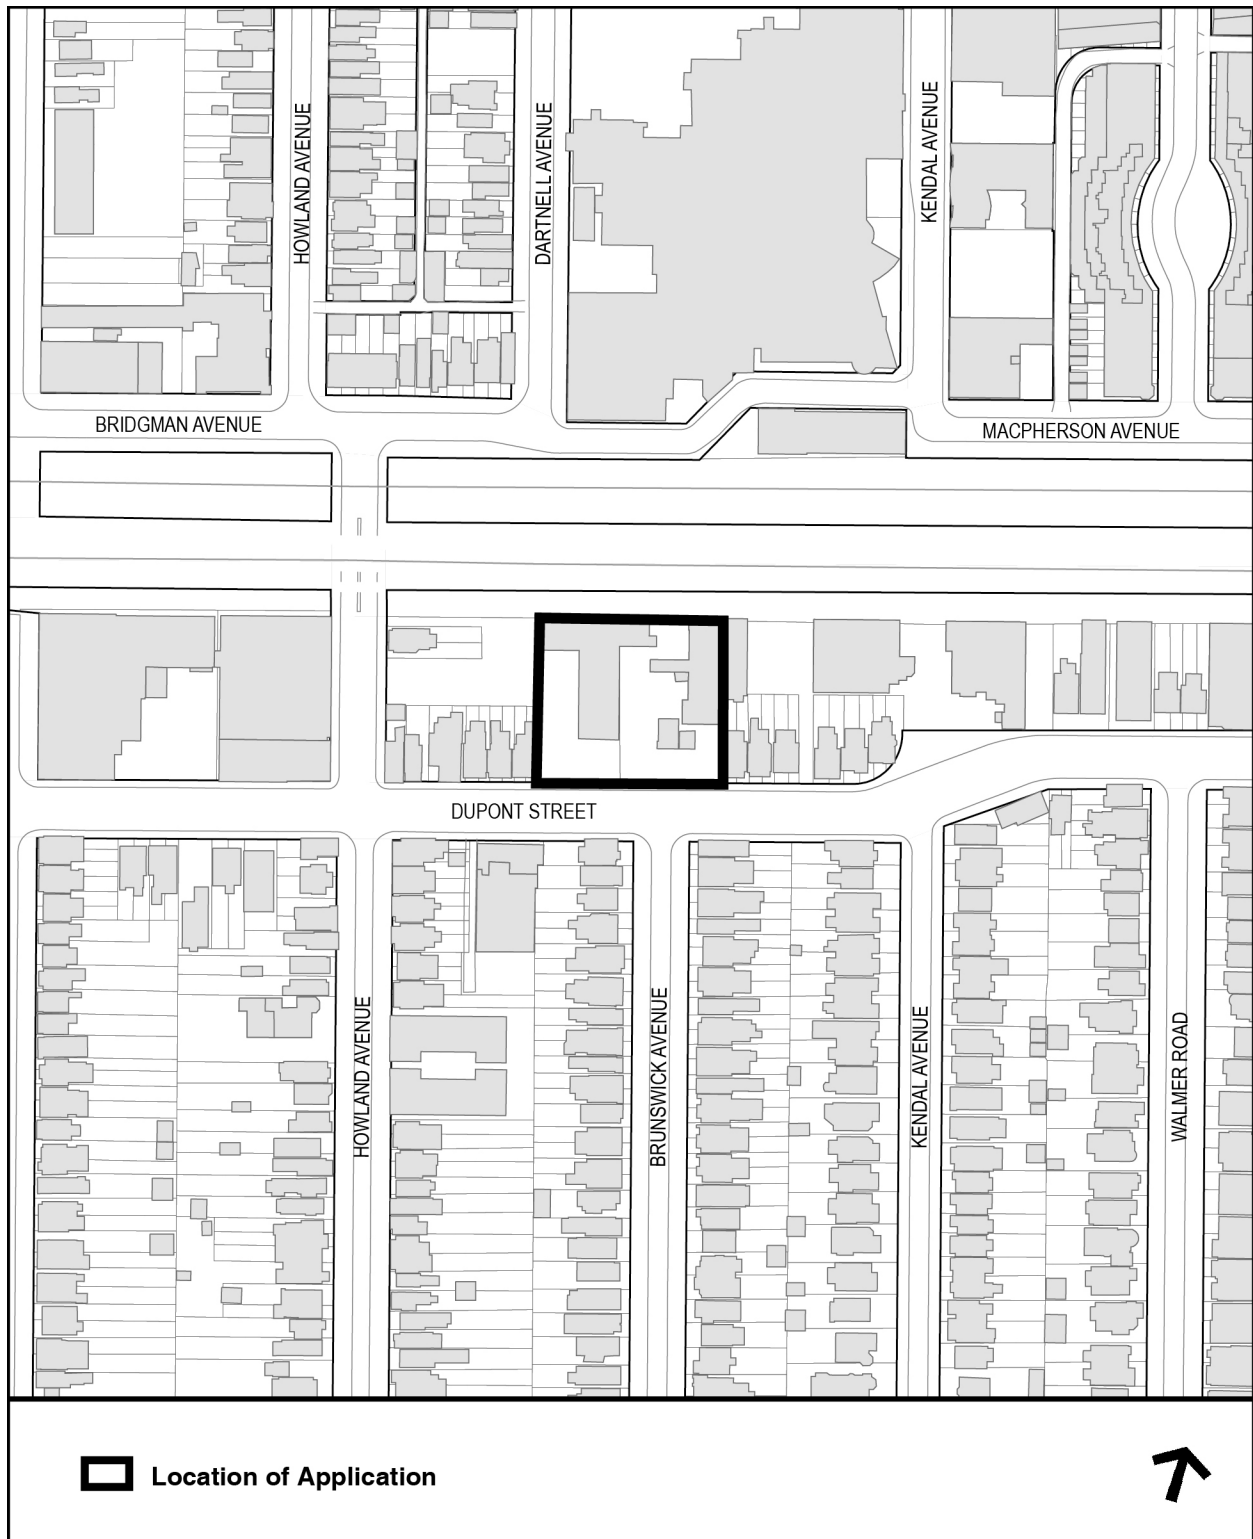 HOWLAND AVENUE
DARTNELL AVENUE
KENDAL AVENUE
BRIDGMAN AVENUE
MACPHERSON AVENUE
DUPONT STREET
HOWLAND AVENUE
BRUNSWICK AVENUE
KENDAL AVENUE
WALMER ROAD
Location of Application